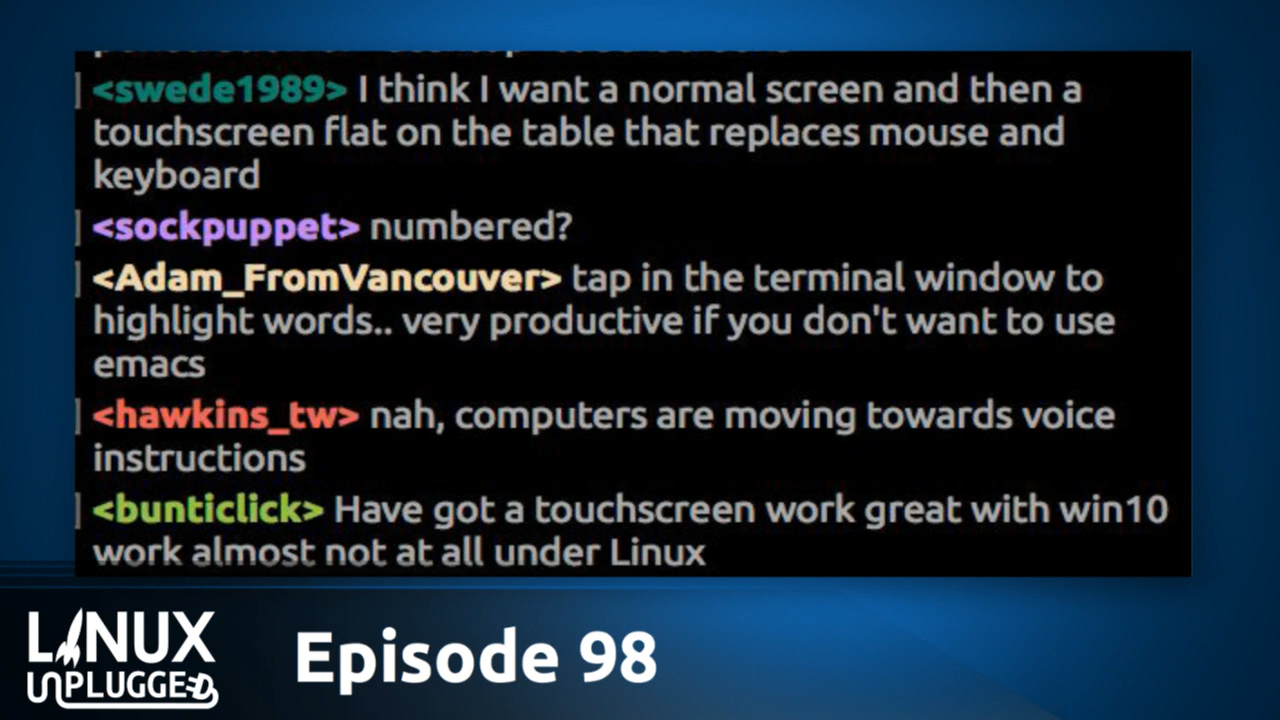 <swede1989> I think I want a normal screen and then a
touchscreen flat on the table that replaces mouse and
keyboard
<sockpuppet> numbered?
<Adam_FromVancouver> tap in the terminal window to
highlight words.. very productive if you don't want to use
emacs
<hawkins_tw> nah, computers are moving towards voice
instructions
<bunticlick> Have got a touchscreen work great with win10
work almost not at all under Linux
LINUX
UNPLUGGED
Episode 98